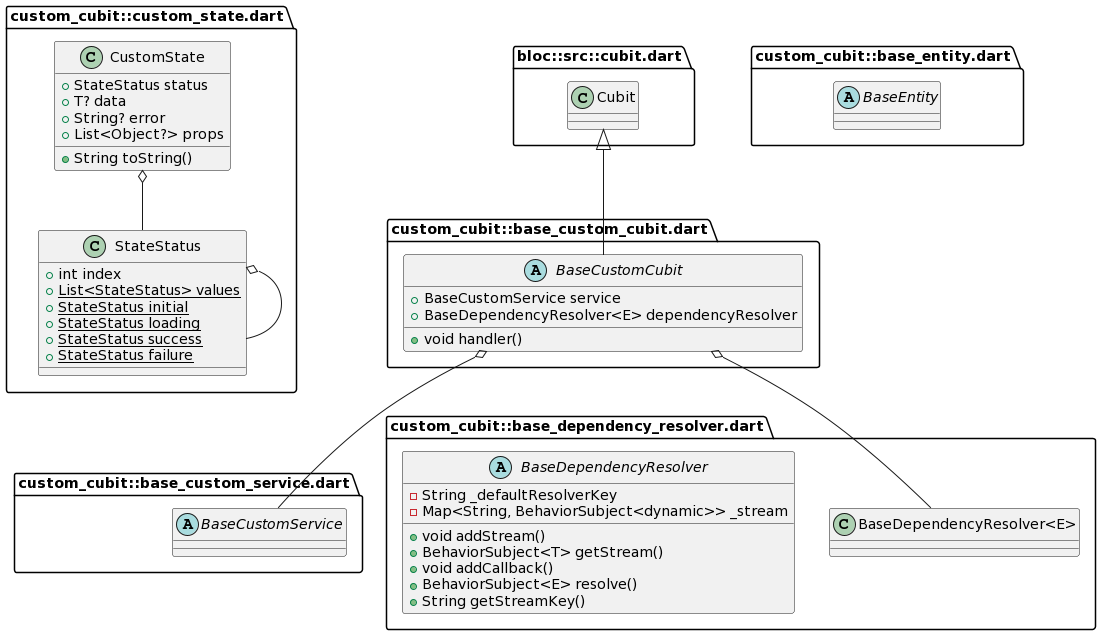 custom_cubit::custom_state.dart
C CustomState
StateStatus status
T? data
String? error
List<Object?> props
String toString()
C StateStatus
int index
List<StateStatus> values
StateStatus initial
StateStatus loading
StateStatus success
StateStatus failure
bloc::src::cubit.dart
C Cubit
custom_cubit::base_entity.dart
A BaseEntity
custom_cubit::base_custom_cubit.dart
A BaseCustomCubit
BaseCustomService service
BaseDependencyResolver<E> dependencyResolver
void handler()
custom_cubit::base_custom_service.dart
A BaseCustomService
custom_cubit::base_dependency_resolver.dart
A BaseDependencyResolver
String _defaultResolverKey
Map<String, BehaviorSubject<dynamic>> _stream
void addStream()
BehaviorSubject<T> getStream()
void addCallback()
BehaviorSubject<E> resolve()
String getStreamKey()
C BaseDependencyResolver<E>